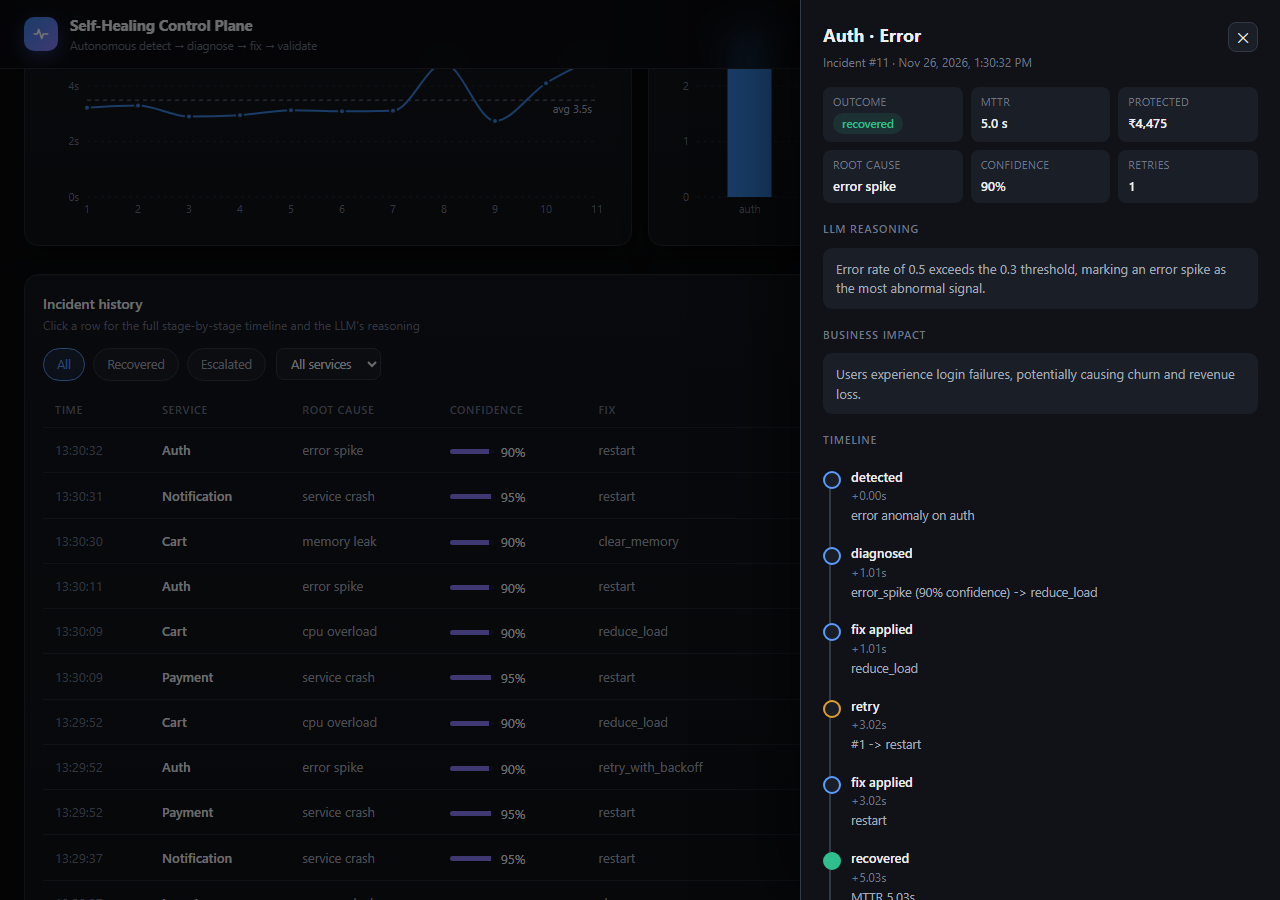 Self-Healing Control Plane
Autonomous detect → diagnose → fix → validate
4s
2s
0s
avg 3.5s
1 2 3 4 5 6 7 8 9 10 11
2
1
0
auth
Incident history
Click a row for the full stage-by-stage timeline and the LLM's reasoning
All Recovered Escalated All services
TIME SERVICE ROOT CAUSE CONFIDENCE FIX
13:30:32 Auth error spike 90% restart
13:30:31 Notification service crash 95% restart
13:30:30 Cart memory leak 90% clear_memory
13:30:11 Auth error spike 90% restart
13:30:09 Cart cpu overload 90% reduce_load
13:30:09 Payment service crash 95% restart
13:29:52 Cart cpu overload 90% reduce_load
13:29:52 Auth error spike 90% retry_with_backoff
13:29:52 Payment service crash 95% restart
13:29:37 Notification service crash 95% restart
Auth · Error
Incident #11 · Nov 26, 2026, 1:30:32 PM
OUTCOME MTTR PROTECTED
recovered 5.0 s ₹4,475
ROOT CAUSE CONFIDENCE RETRIES
error spike 90% 1
LLM REASONING
Error rate of 0.5 exceeds the 0.3 threshold, marking an error spike as
the most abnormal signal.
BUSINESS IMPACT
Users experience login failures, potentially causing churn and revenue
loss.
TIMELINE
detected
+0.00s
error anomaly on auth
diagnosed
+1.01s
error_spike (90% confidence) -> reduce_load
fix applied
+1.01s
reduce_load
retry
+3.02s
#1 -> restart
fix applied
+3.02s
restart
recovered
+5.03s
MTTR 5.03s